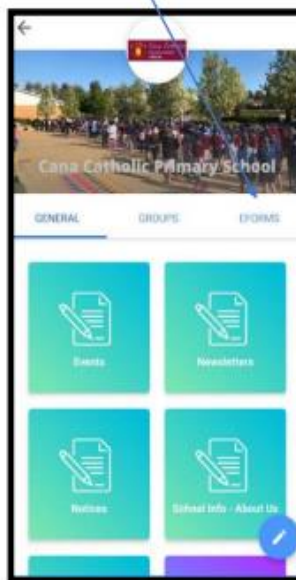 Cana Catholic Primary School
GENERAL GROUPS EFORMS
Events Newsletters
Notices School Info - About Us